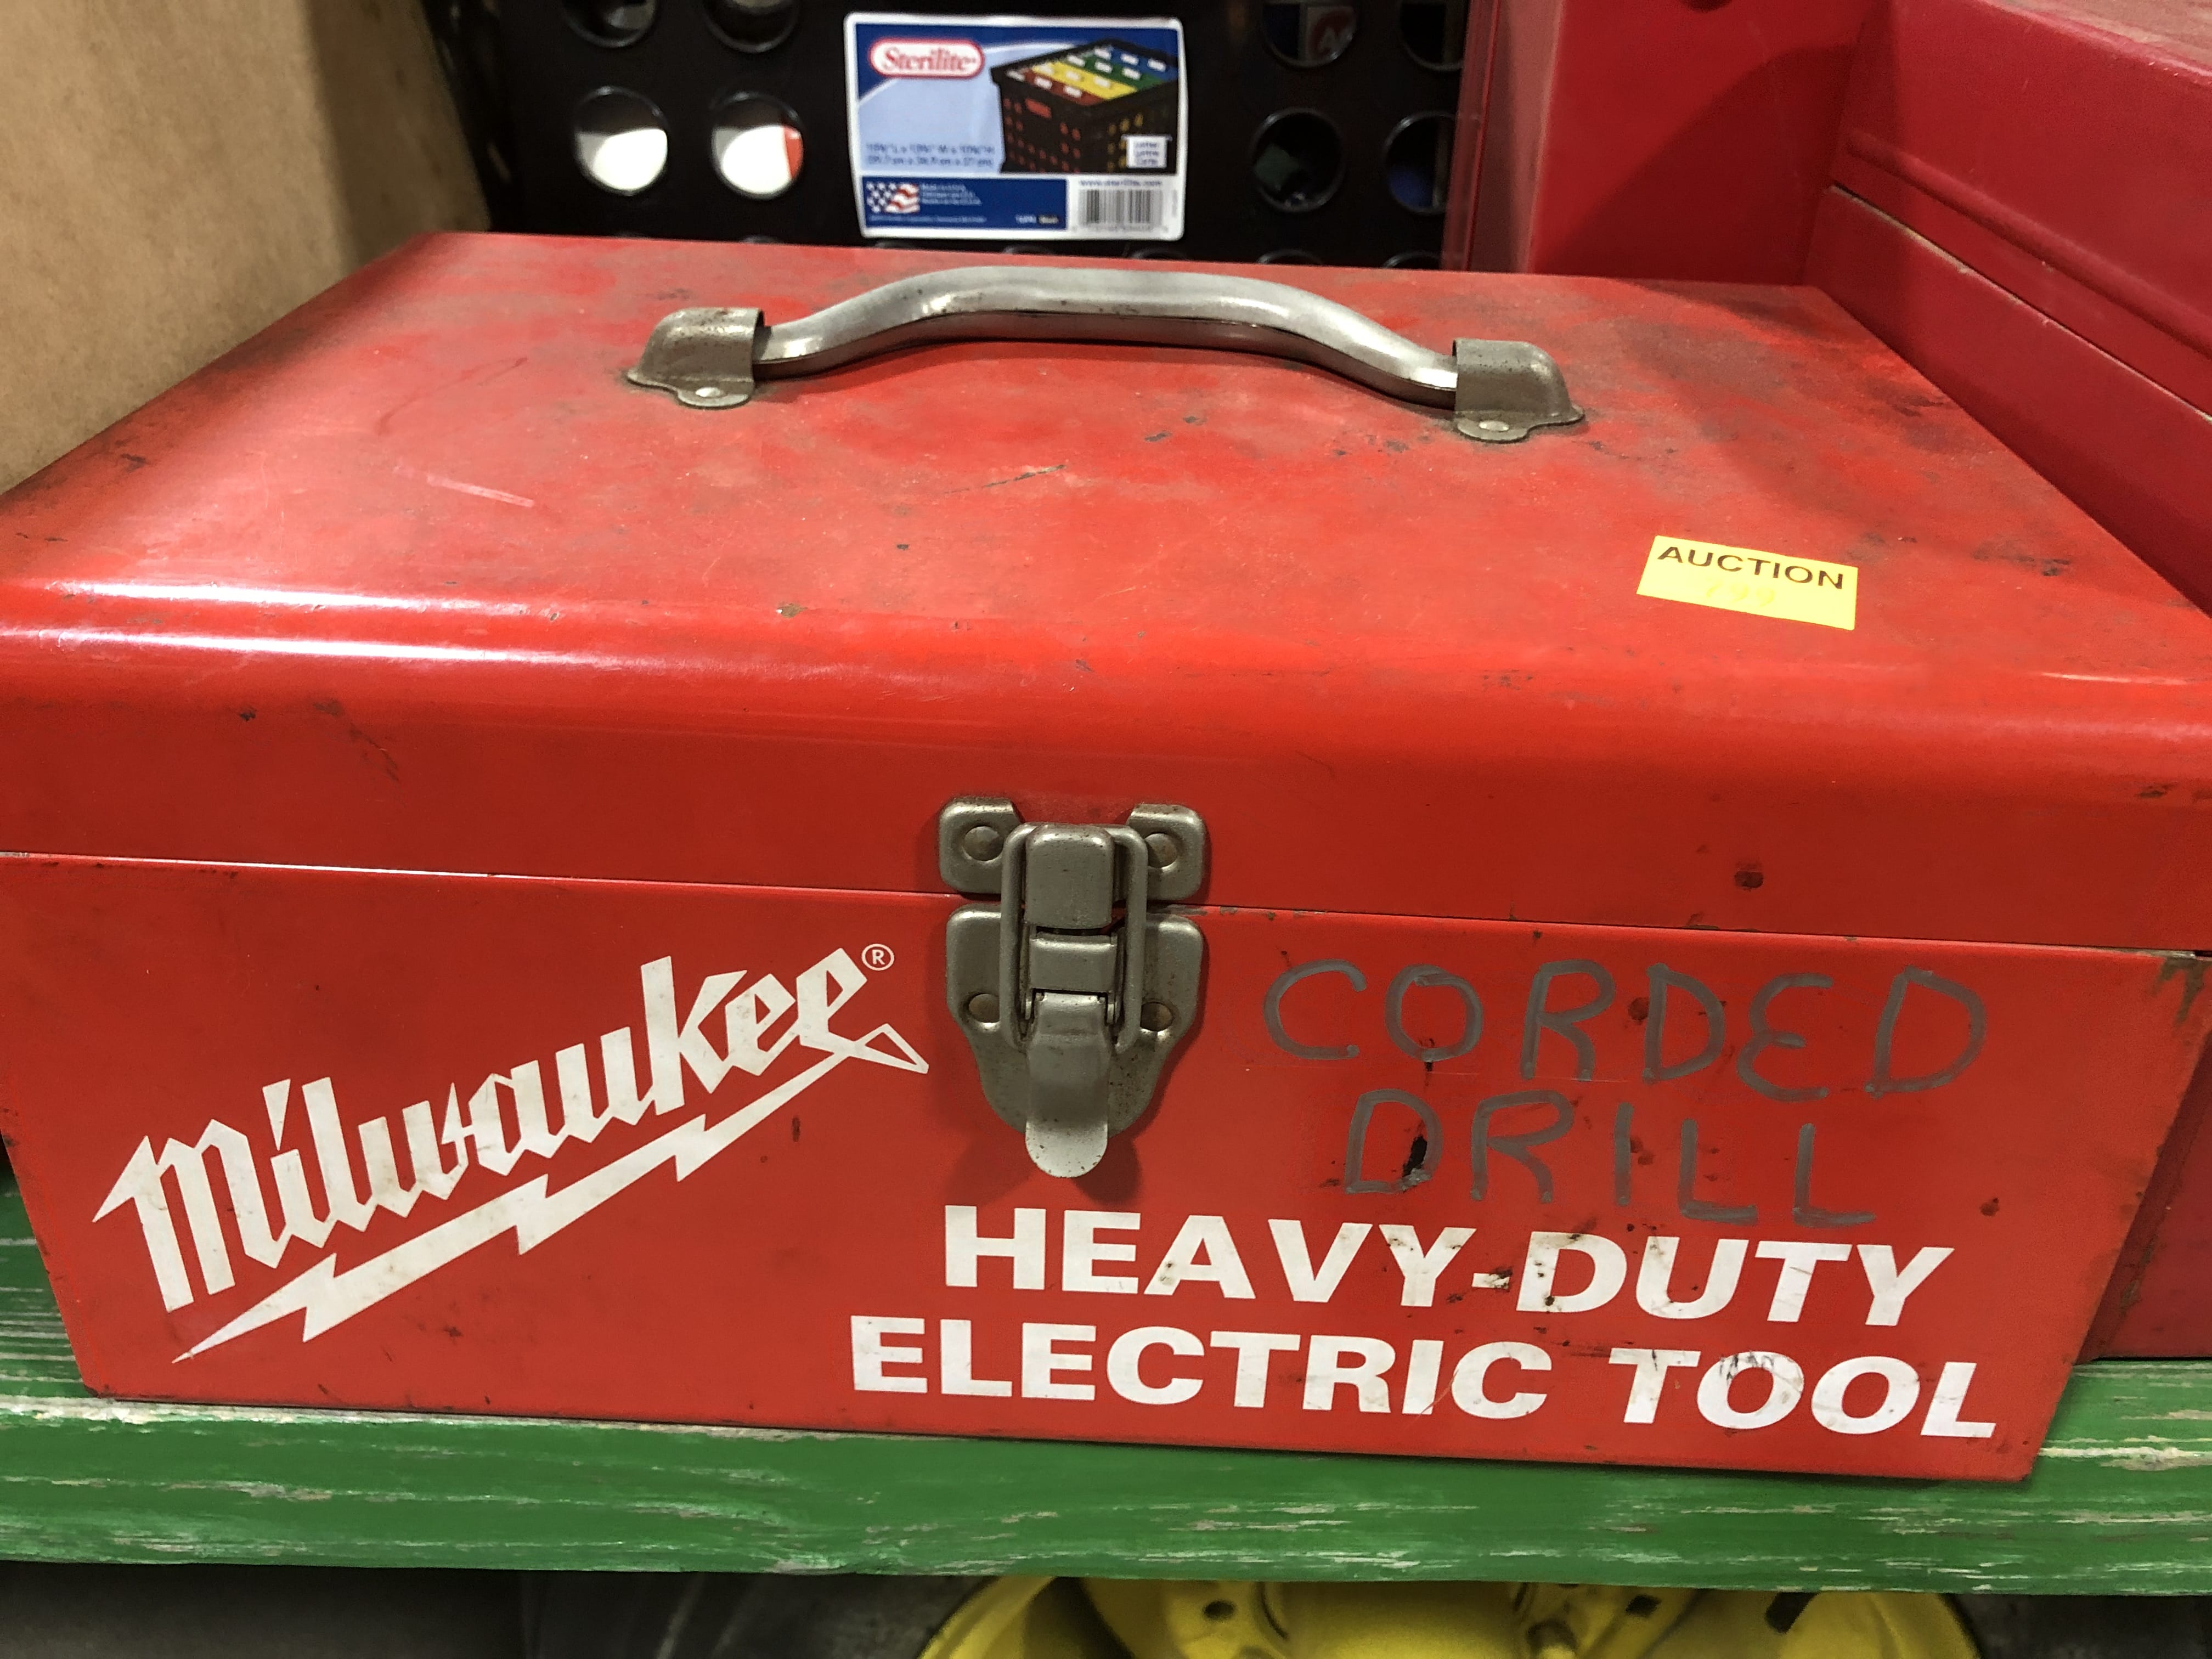 Sterilite
AUCTION
Milwaukee®
CORDED
DRILL
HEAVY-DUTY
ELECTRIC TOOL